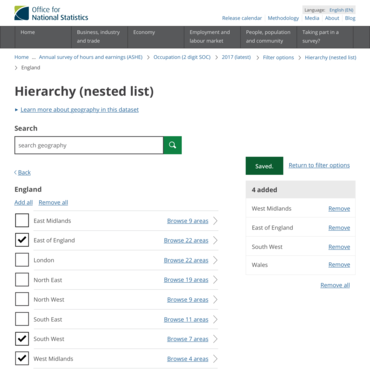 Office for
National Statistics
Language: English (EN)
Release calendar Methodology Media About Blog
Home
Business, industry
and trade
Economy
Employment and
labour market
People, population
and community
Taking part in a
survey?
Home ... Annual survey of hours and earnings (ASHE) > Occupation (2 digit SOC) > 2017 (latest) > Filter options > Hierarchy (nested list)
> England
Hierarchy (nested list)
Learn more about geography in this dataset
Search
search geography
Saved.
Return to filter options
Back
4 added
England
Add all Remove all
West Midlands Remove
East of England Remove
South West Remove
Wales Remove
Remove all
East Midlands Browse 9 areas
East of England Browse 22 areas
London Browse 22 areas
North East Browse 19 areas
North West Browse 9 areas
South East Browse 11 areas
South West Browse 7 areas
West Midlands Browse 4 areas